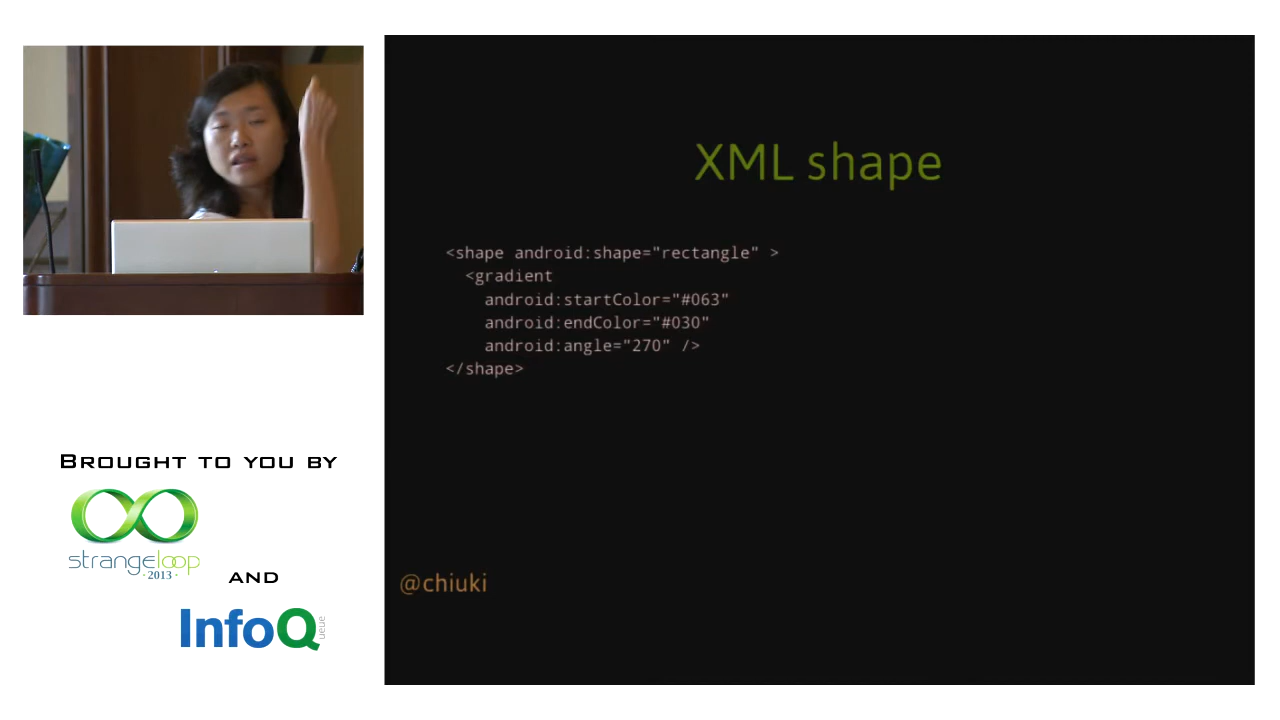 XML shape
<shape android:shape="rectangle" >
<gradient
android:startColor="#063"
android:endColor="#030"
android:angle="270" />
</shape>
@chiuki
BROUGHT TO YOU BY
strangeloop
·2013·
AND
InfoQ
ueue